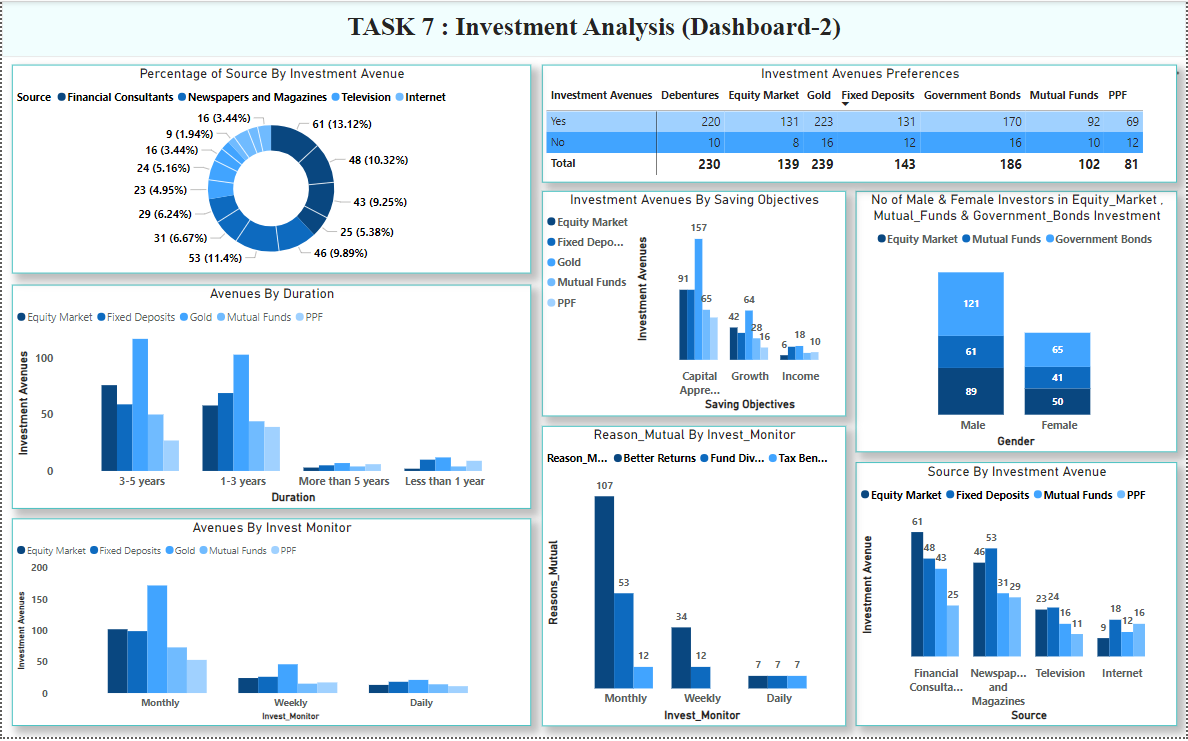 TASK 7 : Investment Analysis (Dashboard-2)
Percentage of Source By Investment Avenue
Source Financial Consultants Newspapers and Magazines Television Internet
16 (3.44%)
61 (13.12%)
9 (1.94%)
16 (3.44%)
48 (10.32%)
24 (5.16%)
23 (4.95%)
43 (9.25%)
29 (6.24%)
25 (5.38%)
31 (6.67%)
46 (9.89%)
53 (11.4%)
Investment Avenues Preferences
Investment Avenues Debentures Equity Market Gold Fixed Deposits Government Bonds Mutual Funds PPF
Yes 220 131 223 131 170 92 69
No 10 8 16 12 16 10 12
Total 230 139 239 143 186 102 81
Avenues By Duration
Equity Market Fixed Deposits Gold Mutual Funds PPF
Investment Avenues
100
50
0
3-5 years 1-3 years More than 5 years Less than 1 year
Duration
Avenues By Invest Monitor
Equity Market Fixed Deposits Gold Mutual Funds PPF
Investment Avenues
200
150
100
50
0
Monthly Weekly Daily
Invest_Monitor
Investment Avenues By Saving Objectives
Equity Market
Fixed Depo...
Gold
Mutual Funds
PPF
Investment Avenues
157
91
65
42
64
28
16
6
18
10
Capital Appre... Growth Income
Saving Objectives
Reason_Mutual By Invest_Monitor
Reason_M... Better Returns Fund Div... Tax Ben...
Reasons_Mutual
107
53
12
34
12
7 7 7
Monthly Weekly Daily
Invest_Monitor
No of Male & Female Investors in Equity_Market ,
Mutual_Funds & Government_Bonds Investment
Equity Market Mutual Funds Government Bonds
121
61
89
65
41
50
Male Female
Gender
Source By Investment Avenue
Equity Market Fixed Deposits Mutual Funds PPF
Investment Avenue
61
48
43
25
46
53
31
29
23
24
16
11
9
18
12
16
Financial Consulta... Newspap... and Magazines Television Internet
Source